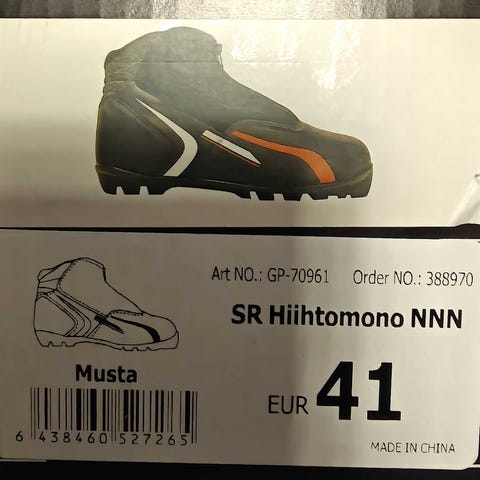 Art NO.: GP-70961 Order NO.: 388970
SR Hiihtomono NNN
Musta
EUR 41
6 438460 527265
MADE IN CHINA